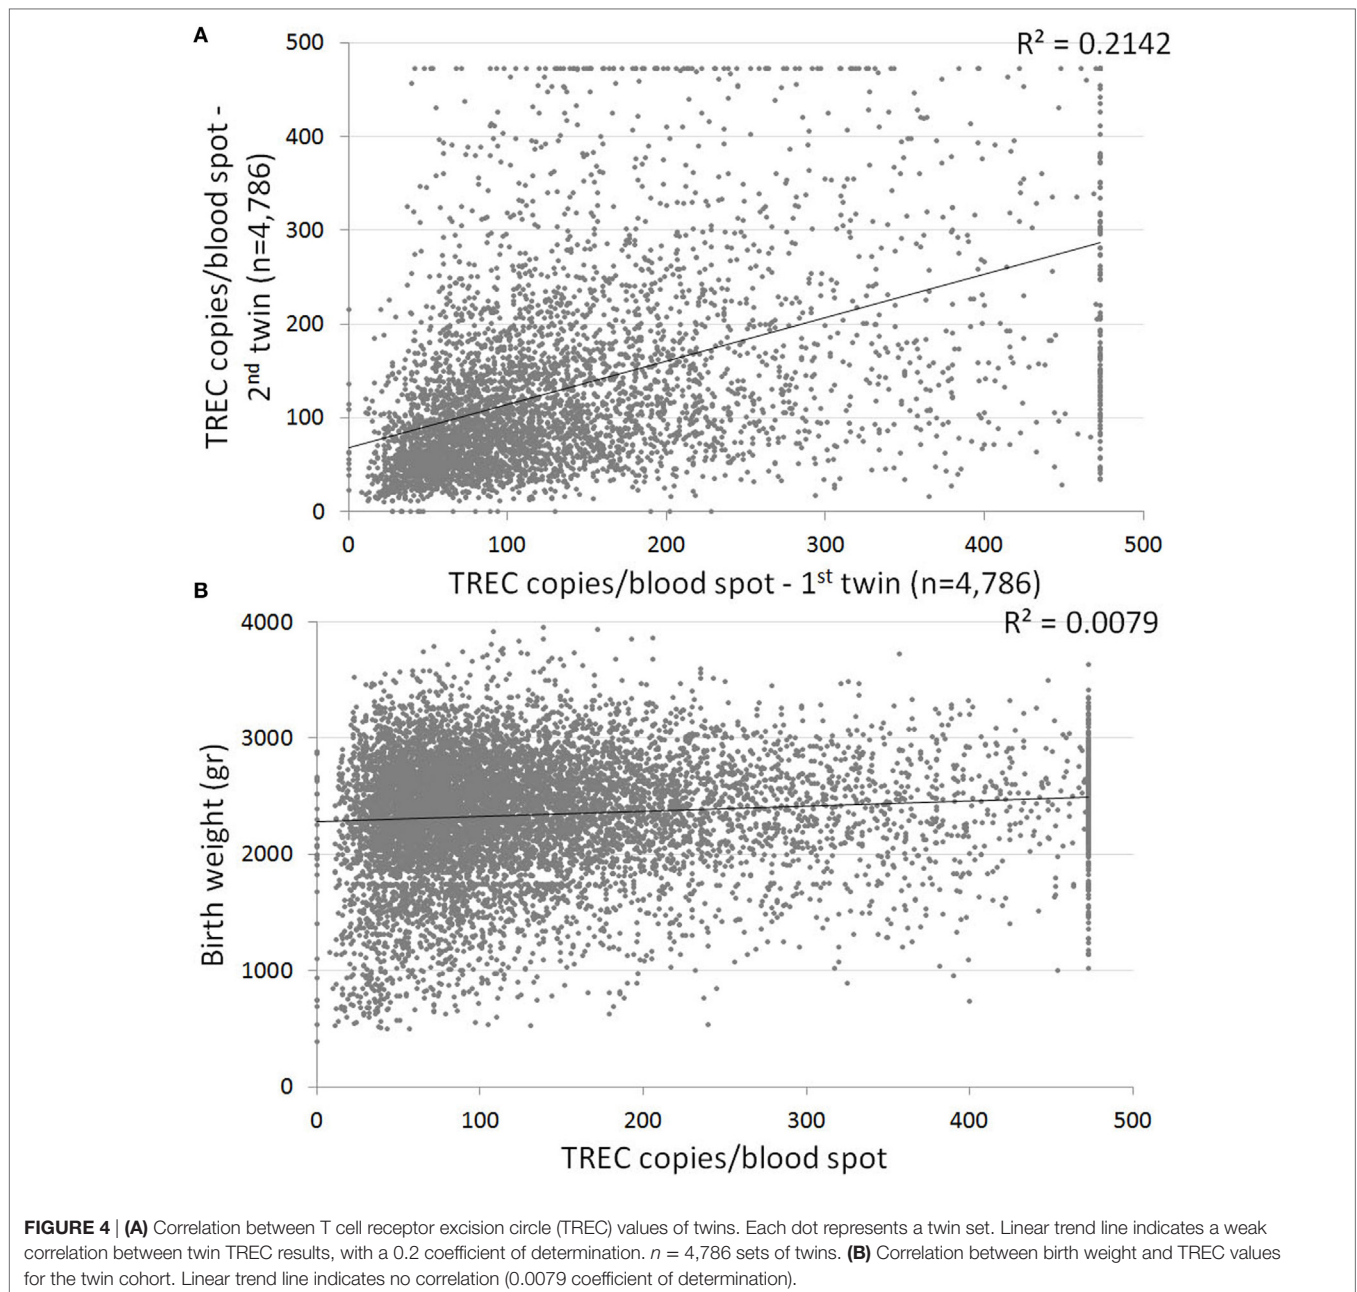 A
R² = 0.2142
500
400
300
200
100
0
TREC copies/blood spot -
2nd twin (n=4,786)
0 100 200 300 400 500
TREC copies/blood spot - 1st twin (n=4,786)
B
R² = 0.0079
4000
3000
2000
1000
0
Birth weight (gr)
0 100 200 300 400 500
TREC copies/blood spot
FIGURE 4 | (A) Correlation between T cell receptor excision circle (TREC) values of twins. Each dot represents a twin set. Linear trend line indicates a weak
correlation between twin TREC results, with a 0.2 coefficient of determination. n = 4,786 sets of twins. (B) Correlation between birth weight and TREC values
for the twin cohort. Linear trend line indicates no correlation (0.0079 coefficient of determination).